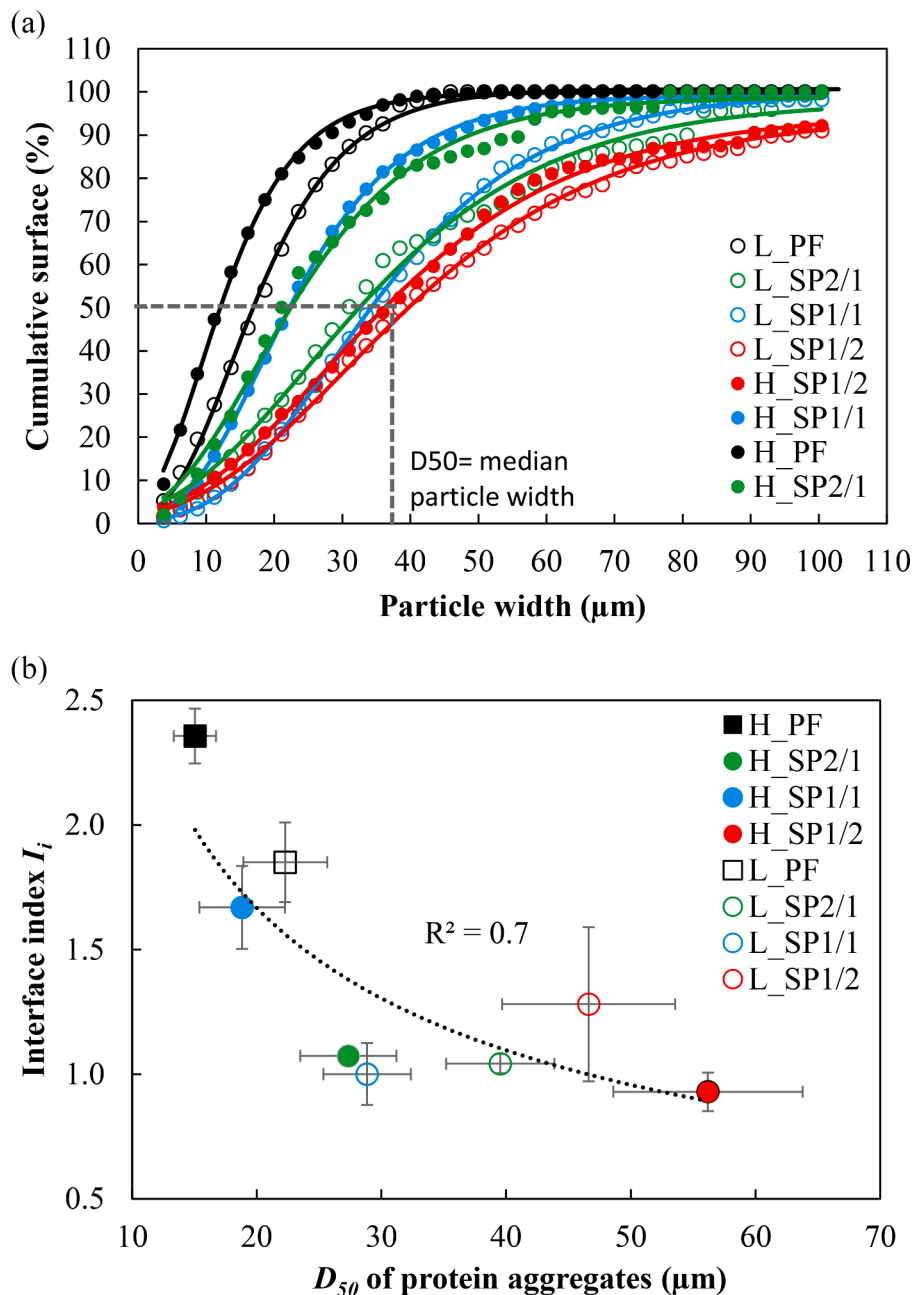 (a)
Cumulative surface (%)
110
100
90
80
70
60
50
40
30
20
10
0
L_PF
L_SP2/1
L_SP1/1
L_SP1/2
H_SP1/2
H_SP1/1
H_PF
H_SP2/1
D50= median
particle width
0 10 20 30 40 50 60 70 80 90 100 110
Particle width (µm)
(b)
Interface index Ii
2.5
2.0
1.5
1.0
0.5
H_PF
H_SP2/1
H_SP1/1
H_SP1/2
L_PF
L_SP2/1
L_SP1/1
L_SP1/2
R² = 0.7
10 20 30 40 50 60 70
D50 of protein aggregates (µm)